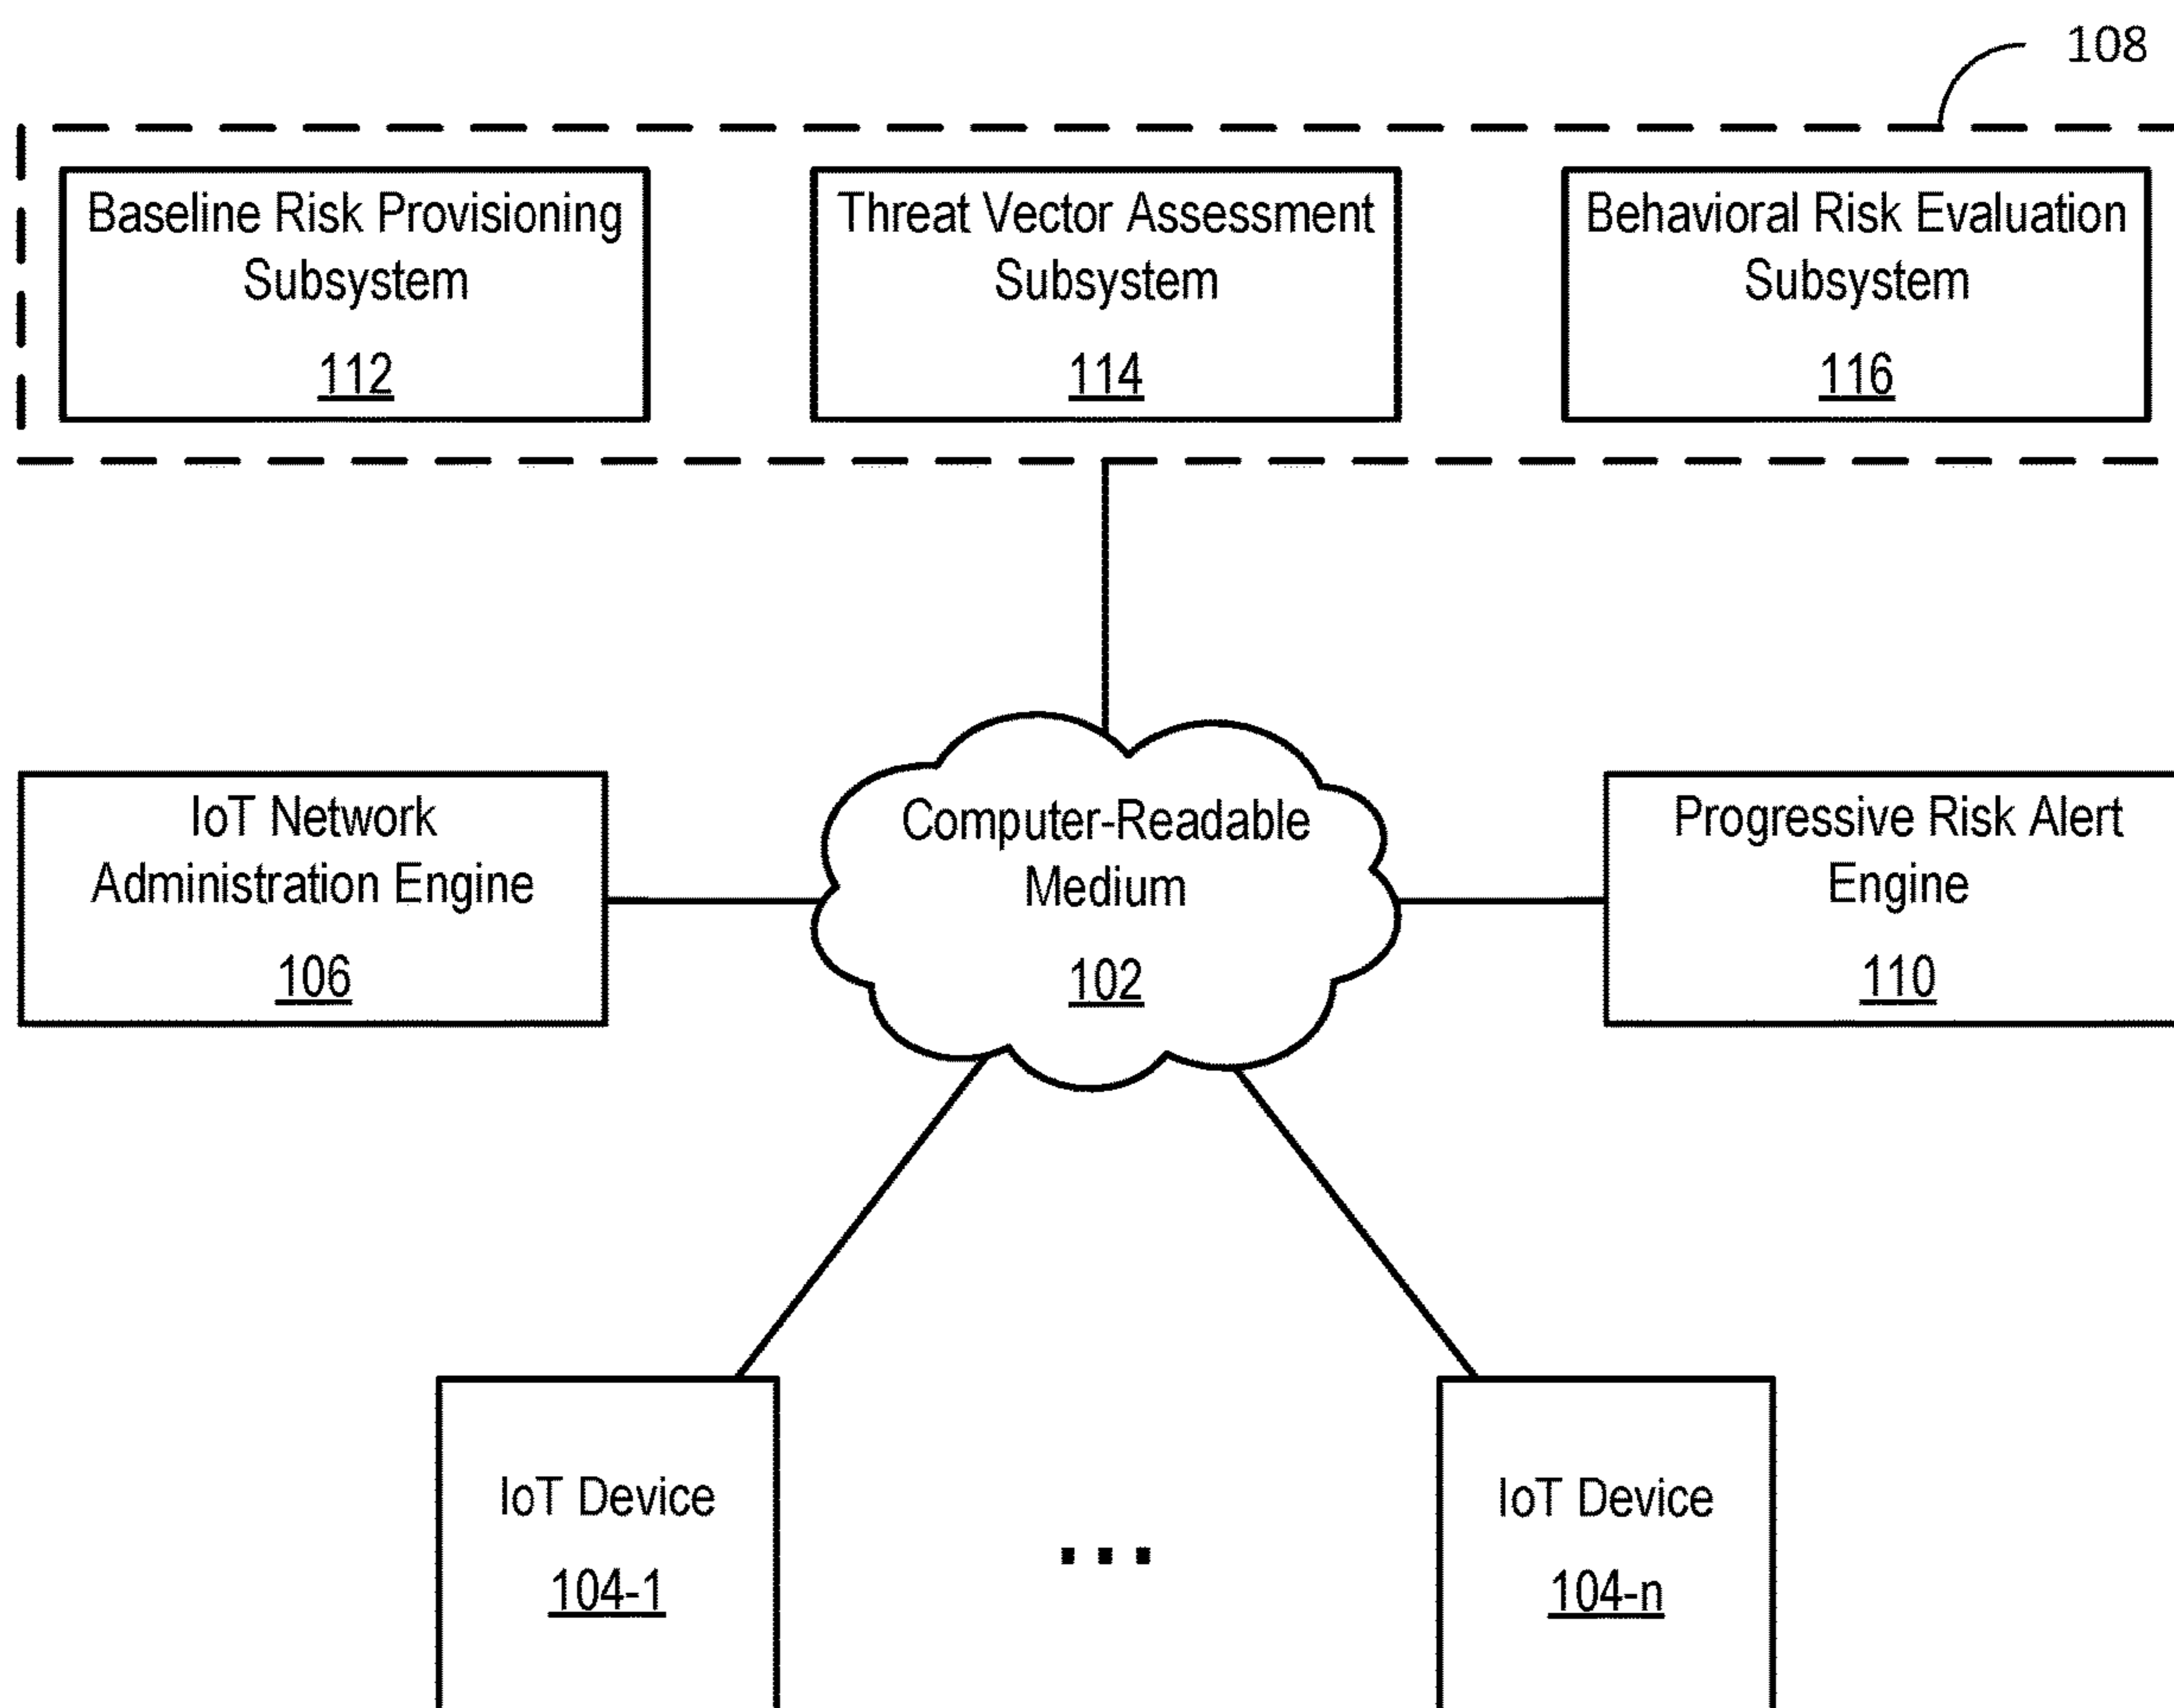 108
Baseline Risk Provisioning
Subsystem
112
Threat Vector Assessment
Subsystem
114
Behavioral Risk Evaluation
Subsystem
116
IoT Network
Administration Engine
106
Computer-Readable
Medium
102
Progressive Risk Alert
Engine
110
IoT Device
104-1
...
IoT Device
104-n